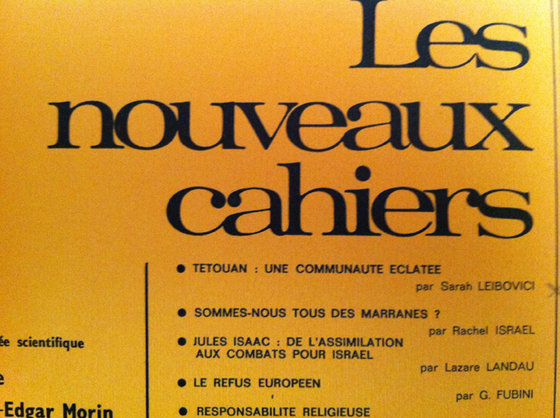 Les
nouveaux
cahiers
● TETOUAN : UNE COMMUNAUTE ECLATEE
par Sarah LEIBOVICI
● SOMMES-NOUS TOUS DES MARRANES ?
par Rachel ISRAEL
● JULES ISAAC : DE L'ASSIMILATION
AUX COMBATS POUR ISRAEL
par Lazare LANDAU
● LE REFUS EUROPEEN
par G. FUBINI
● RESPONSABILITE RELIGIEUSE
ée scientifique
e
-Edgar Morin